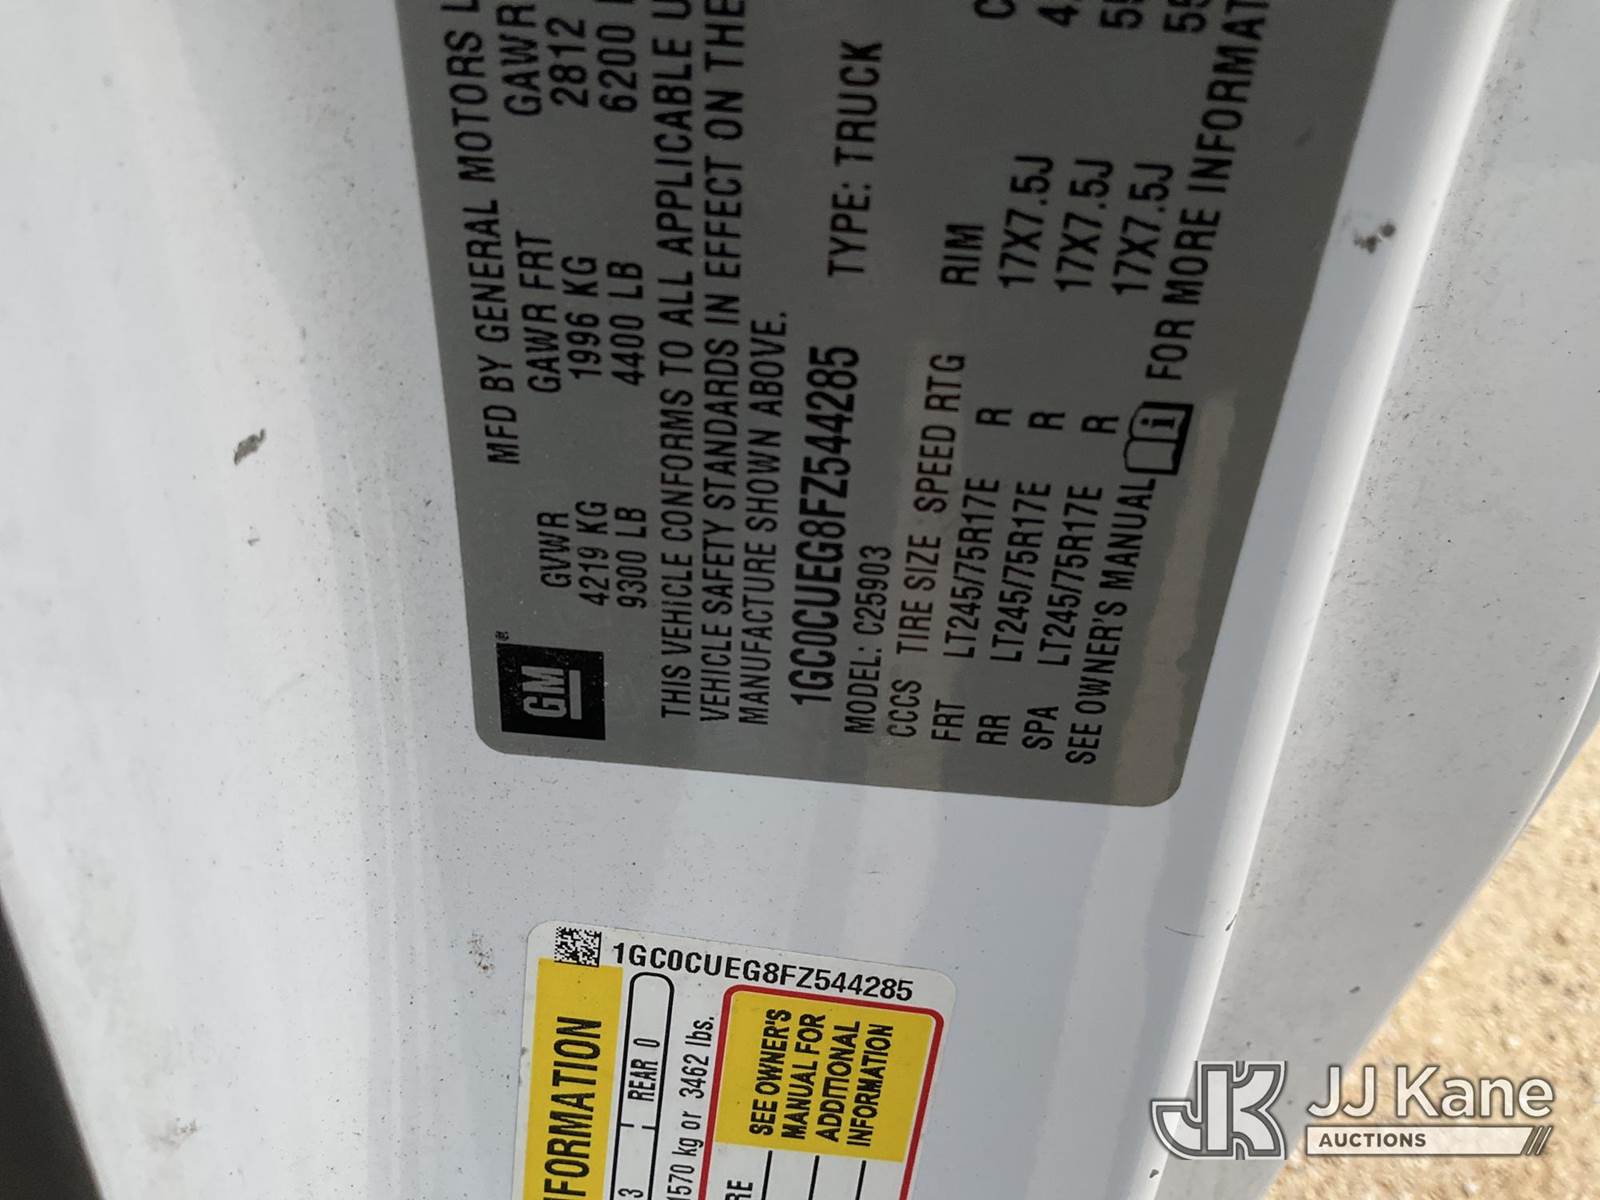 MFD BY GENERAL MOTORS
GVWR GAWR FRT GAWR
4219 KG 1996 KG 2812
9300 LB 4400 LB 6200
THIS VEHICLE CONFORMS TO ALL APPLICABLE
VEHICLE SAFETY STANDARDS IN EFFECT ON THE
MANUFACTURE SHOWN ABOVE.
1GC0CUEG8FZ544285 TYPE: TRUCK
MODEL: C25903
CCCS TIRE SIZE SPEED RTG RIM
FRT LT245/75R17E R 17X7.5J
RR LT245/75R17E R 17X7.5J
SPA LT245/75R17E R 17X7.5J
SEE OWNER'S MANUAL i FOR MORE
GM
1GC0CUEG8FZ544285
REAR 0
1570 kg or 3462 lbs.
SEE OWNER'S
MANUAL FOR
ADDITIONAL
INFORMATION
JK JJ Kane
AUCTIONS